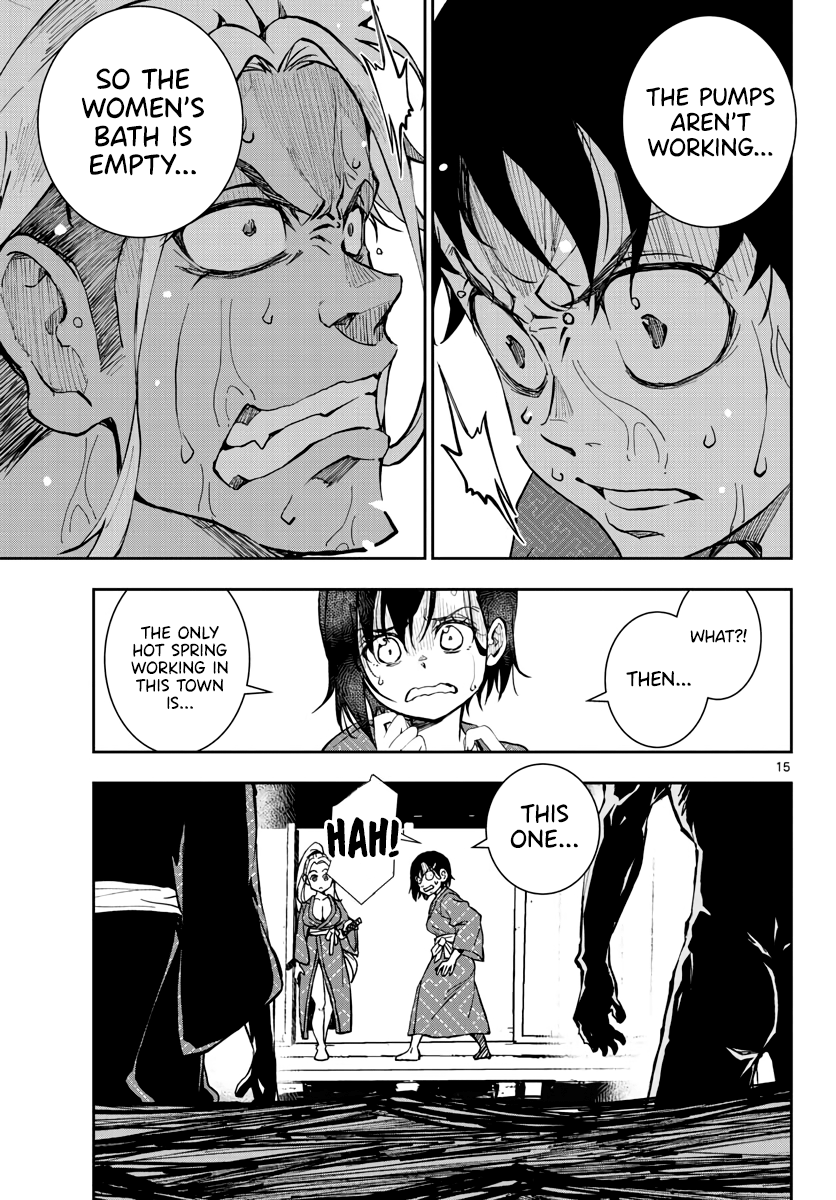 THE PUMPS
AREN'T
WORKING...
SO THE
WOMEN'S
BATH IS
EMPTY...
WHAT?!
THEN...
THE ONLY
HOT SPRING
WORKING IN
THIS TOWN
IS...
15
THIS
ONE...
HAH!